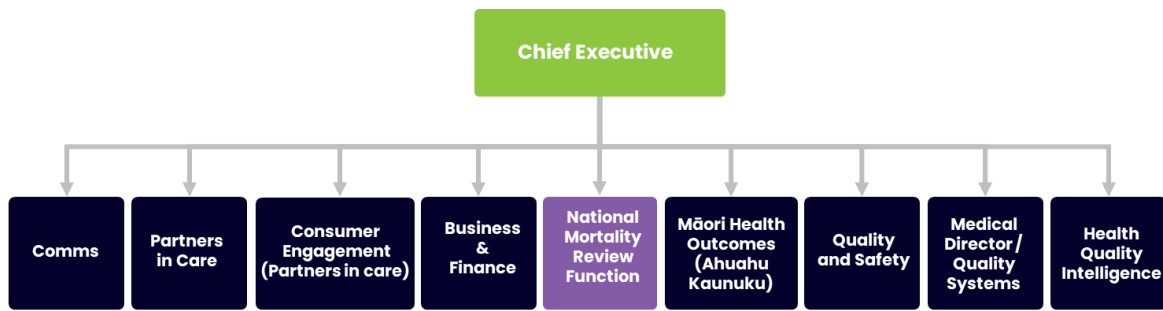 Chief Executive
Comms
Partners
in Care
Consumer
Engagement
(Partners in care)
Business
&
Finance
National
Mortality
Review
Function
Māori Health
Outcomes
(Ahuahu
Kaunuku)
Quality
and Safety
Medical
Director/
Quality
Systems
Health
Quality
Intelligence